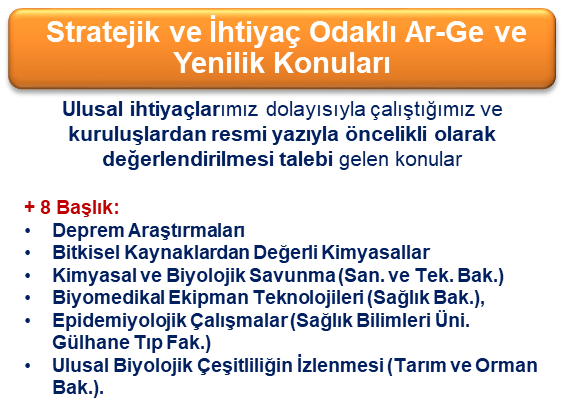 Stratejik ve İhtiyaç Odaklı Ar-Ge ve
Yenilik Konuları
Ulusal ihtiyaçlarımız dolayısıyla çalıştığımız ve
kuruluşlardan resmi yazıyla öncelikli olarak
değerlendirilmesi talebi gelen konular
+ 8 Başlık:
• Deprem Araştırmaları
• Bitkisel Kaynaklardan Değerli Kimyasallar
• Kimyasal ve Biyolojik Savunma (San. ve Tek. Bak.)
• Biyomedikal Ekipman Teknolojileri (Sağlık Bak.),
• Epidemiyolojik Çalışmalar (Sağlık Bilimleri Üni.
Gülhane Tıp Fak.)
• Ulusal Biyolojik Çeşitliliğin İzlenmesi (Tarım ve Orman
Bak.).